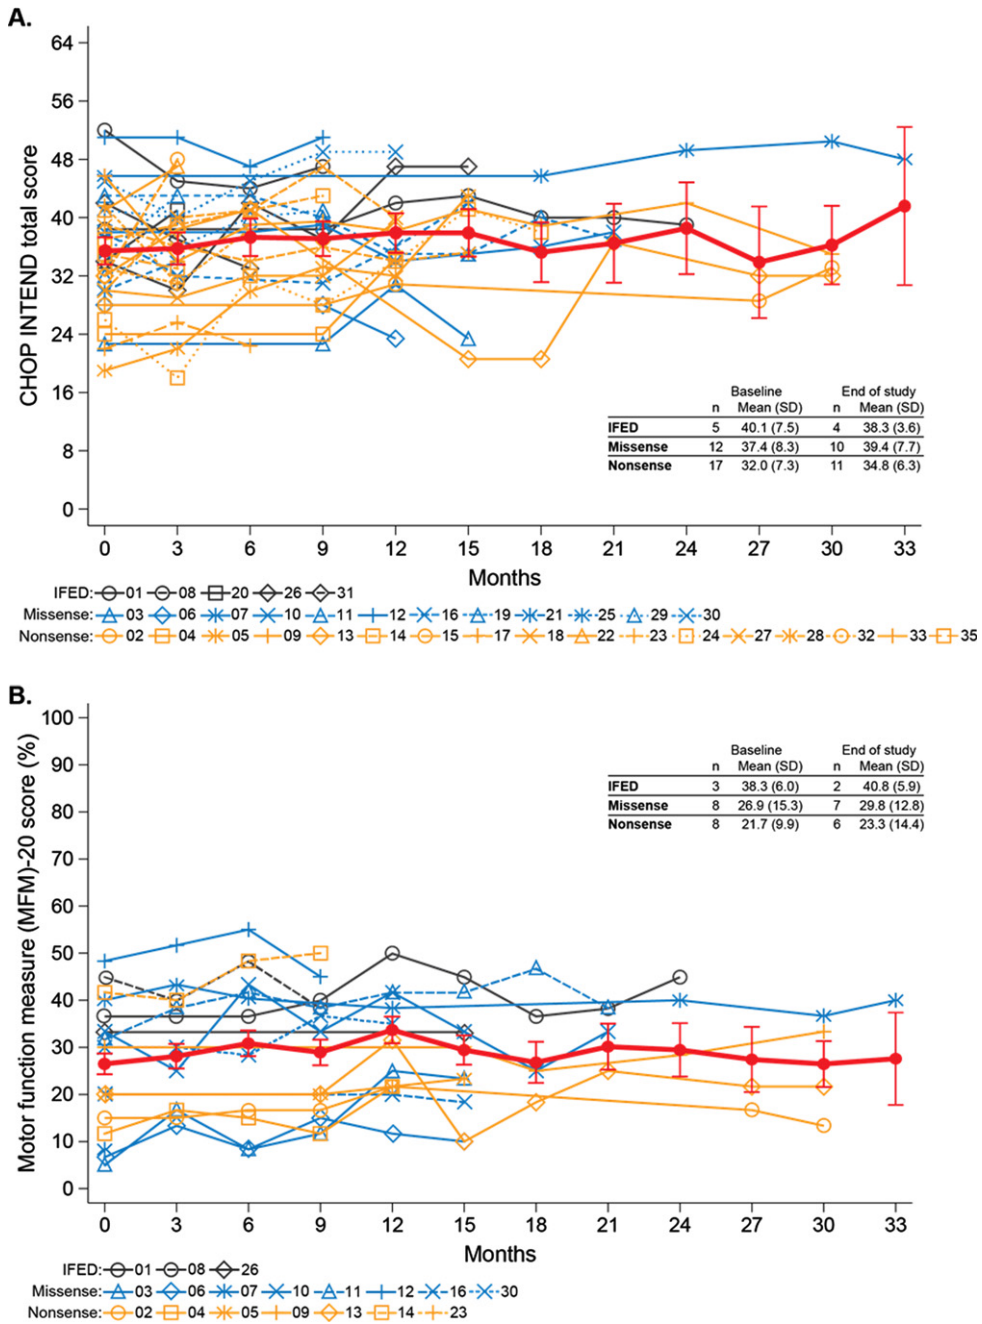 A.
CHOP INTEND total score
64
56
48
40
32
24
16
8
0
Baseline End of study
n Mean (SD) n Mean (SD)
IFED 5 40.1 (7.5) 4 38.3 (3.6)
Missense 12 37.4 (8.3) 10 39.4 (7.7)
Nonsense 17 32.0 (7.3) 11 34.8 (6.3)
0 3 6 9 12 15 18 21 24 27 30 33
Months
IFED: 01 08 20 26 31
Missense: 03 06 07 10 11 12 16 19 21 25 29 30
Nonsense: 02 04 05 09 13 14 15 17 18 22 23 24 27 28 32 33 35
B.
Motor function measure (MFM)-20 score (%)
100
90
80
70
60
50
40
30
20
10
0
Baseline End of study
n Mean (SD) n Mean (SD)
IFED 3 38.3 (6.0) 2 40.8 (5.9)
Missense 8 26.9 (15.3) 7 29.8 (12.8)
Nonsense 8 21.7 (9.9) 6 23.3 (14.4)
0 3 6 9 12 15 18 21 24 27 30 33
Months
IFED: 01 08 26
Missense: 03 06 07 10 11 12 16 30
Nonsense: 02 04 05 09 13 14 23